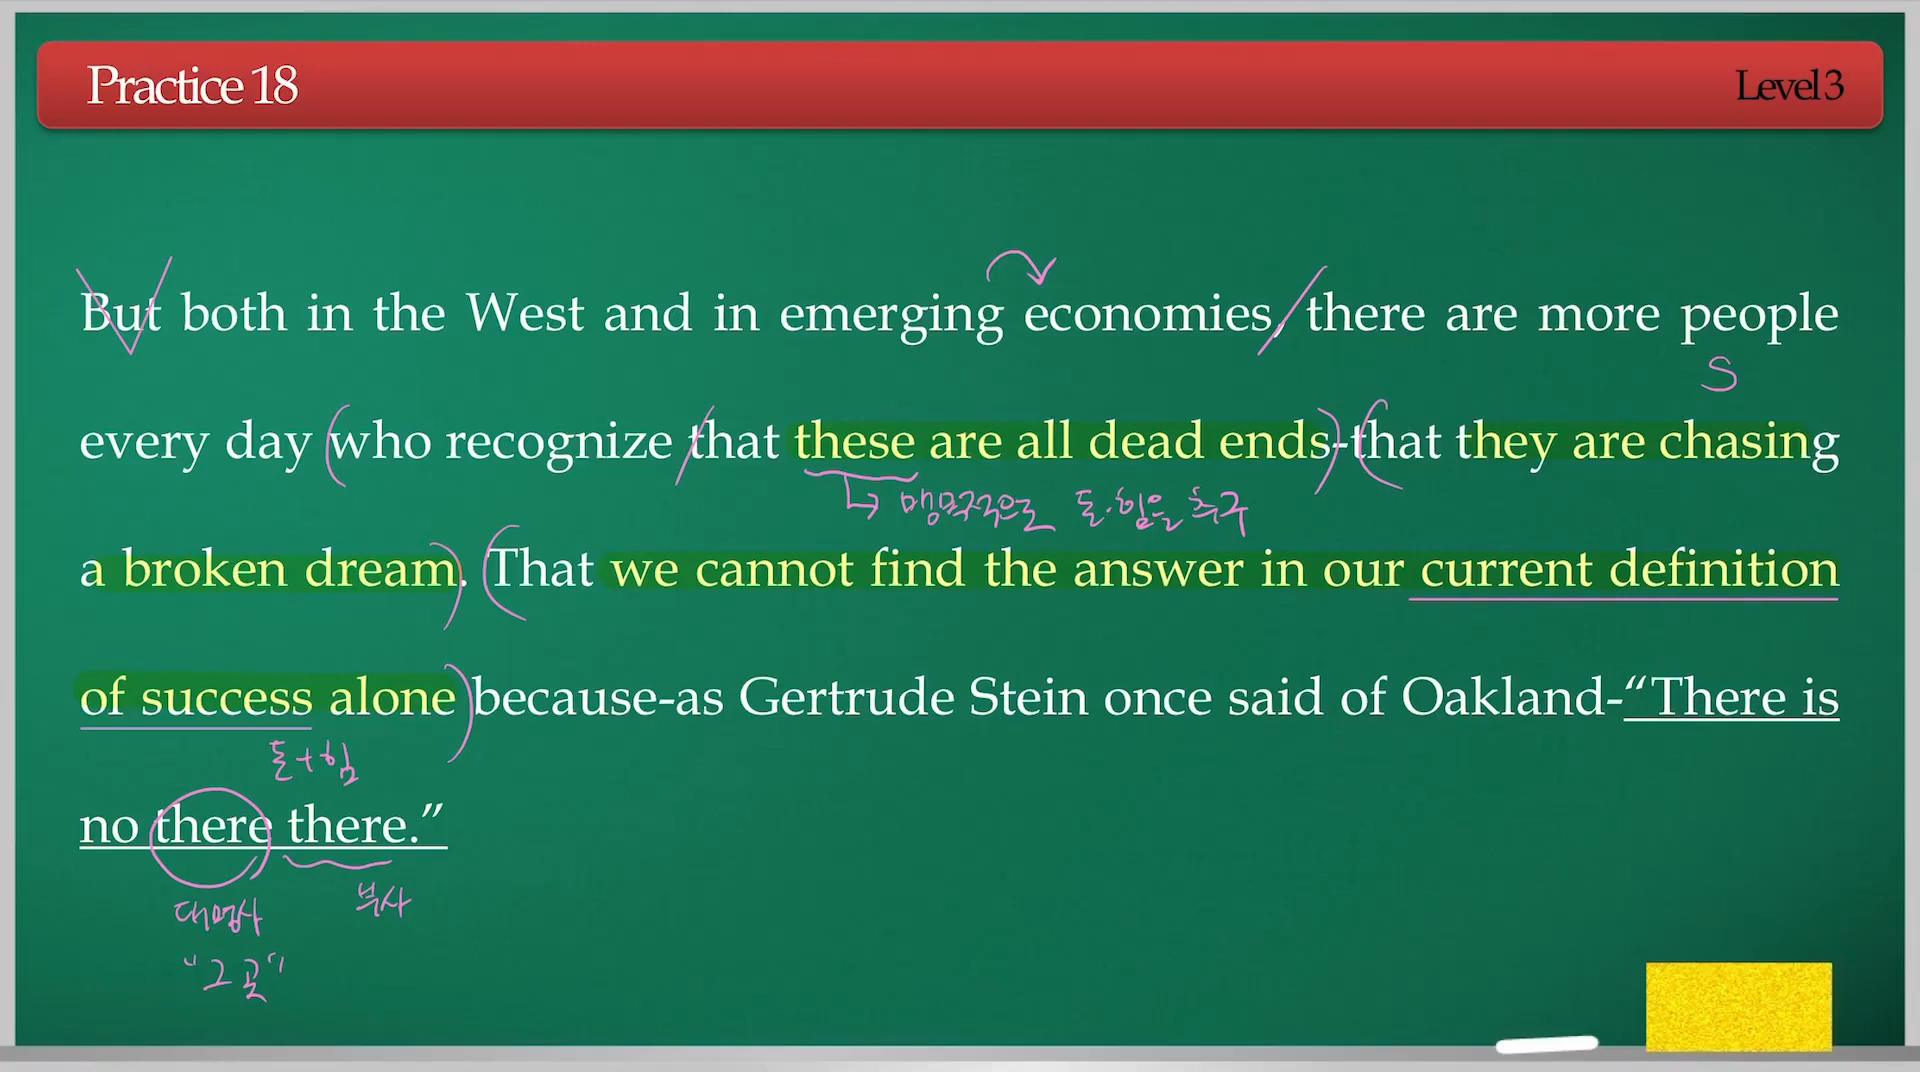 Practice 18
Level 3
But both in the West and in emerging economies, there are more people
S
every day who recognize that these are all dead ends-that they are chasing
↳ 맹목적으로 돈·힘을 추구
a broken dream. That we cannot find the answer in our current definition
of success alone because-as Gertrude Stein once said of Oakland-“There is
돈+힘
no there there.”
대명사 부사
"그 곳"